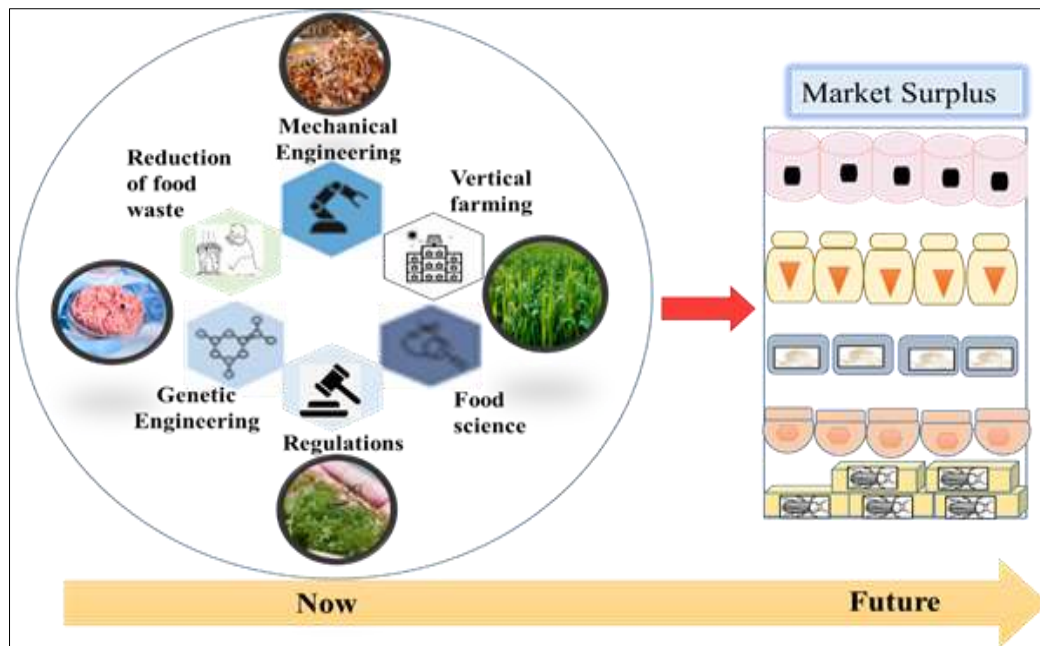 Mechanical
Engineering
Reduction
of food
waste
Vertical
farming
Genetic
Engineering
Regulations
Food
science
Market Surplus
Now
Future